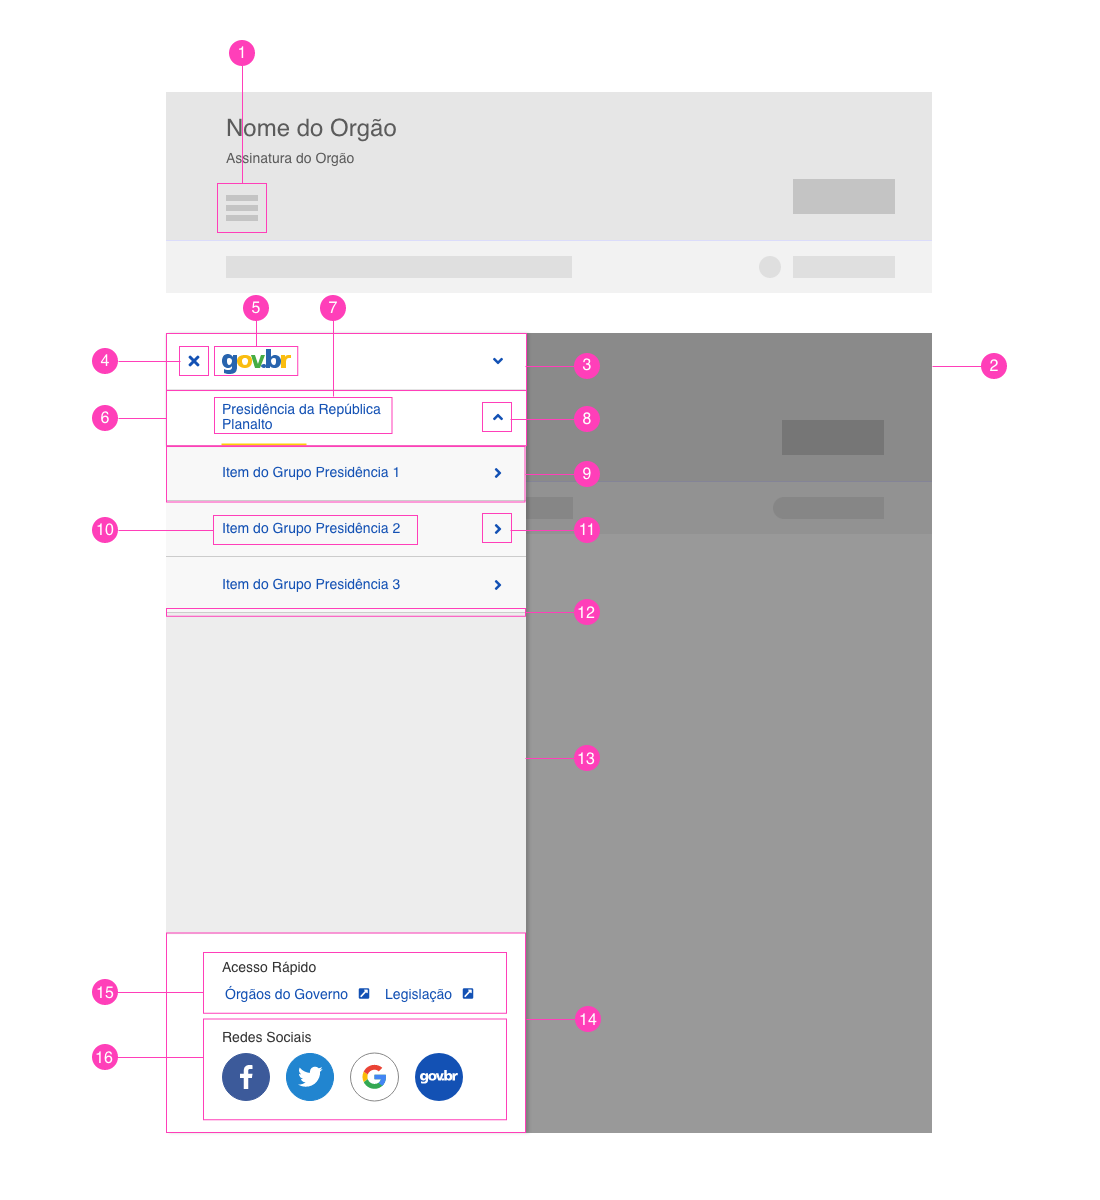 1
Nome do Orgão
Assinatura do Orgão
5
7
4
gov.br
3
2
6
Presidência da República
Planalto
8
Item do Grupo Presidência 1
9
10
Item do Grupo Presidência 2
11
Item do Grupo Presidência 3
12
13
Acesso Rápido
15
Órgãos do Governo
Legislação
14
Redes Sociais
16
f
G
gov.br